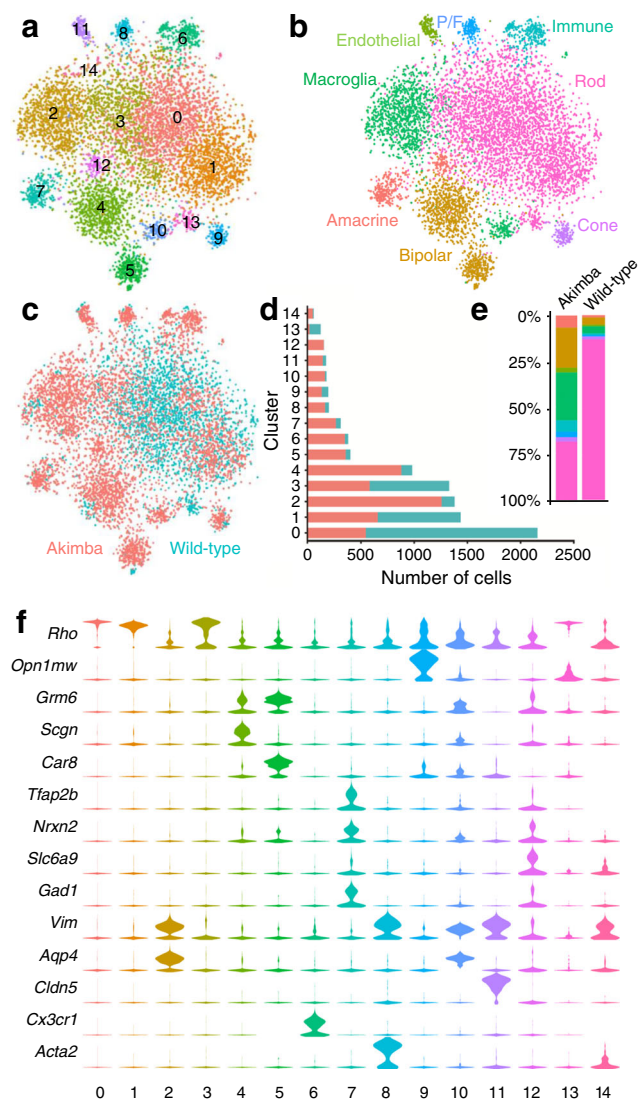 a
11
8
6
14
2
3
0
1
12
7
4
10
13
9
5
b
P/F
Immune
Endothelial
Macroglia
Rod
Amacrine
Cone
Bipolar
c
Akimba
Wild-type
d
Cluster
14
13
12
11
10
9
8
7
6
5
4
3
2
1
0
0 500 1000 1500 2000 2500
Number of cells
e
Akimba
Wild-type
0%
25%
50%
75%
100%
f
Rho
Opn1mw
Grm6
Scgn
Car8
Tfap2b
Nrxn2
Slc6a9
Gad1
Vim
Aqp4
Cldn5
Cx3cr1
Acta2
0 1 2 3 4 5 6 7 8 9 10 11 12 13 14